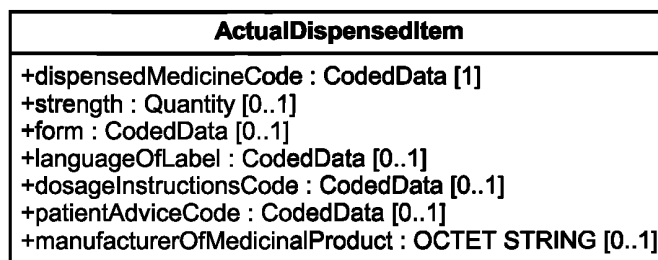 ActualDispensedItem
+dispensedMedicineCode : CodedData [1]
+strength : Quantity [0..1]
+form : CodedData [0..1]
+languageOfLabel : CodedData [0..1]
+dosageInstructionsCode : CodedData [0..1]
+patientAdviceCode : CodedData [0..1]
+manufacturerOfMedicinalProduct : OCTET STRING [0..1]